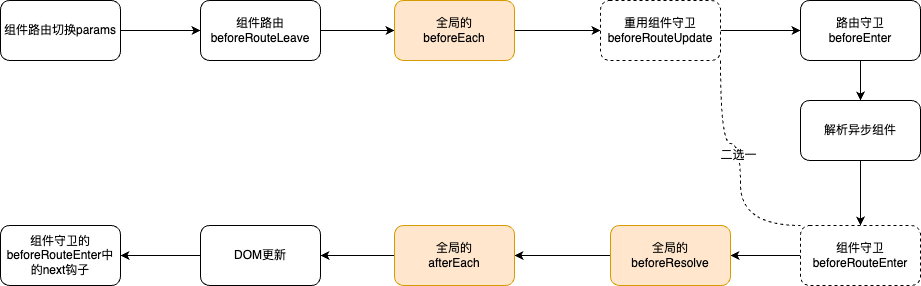 组件路由切换params
组件路由
beforeRouteLeave
全局的
beforeEach
重用组件守卫
beforeRouteUpdate
路由守卫
beforeEnter
解析异步组件
二选一
组件守卫
beforeRouteEnter
全局的
beforeResolve
全局的
afterEach
DOM更新
组件守卫的
beforeRouteEnter中
的next钩子